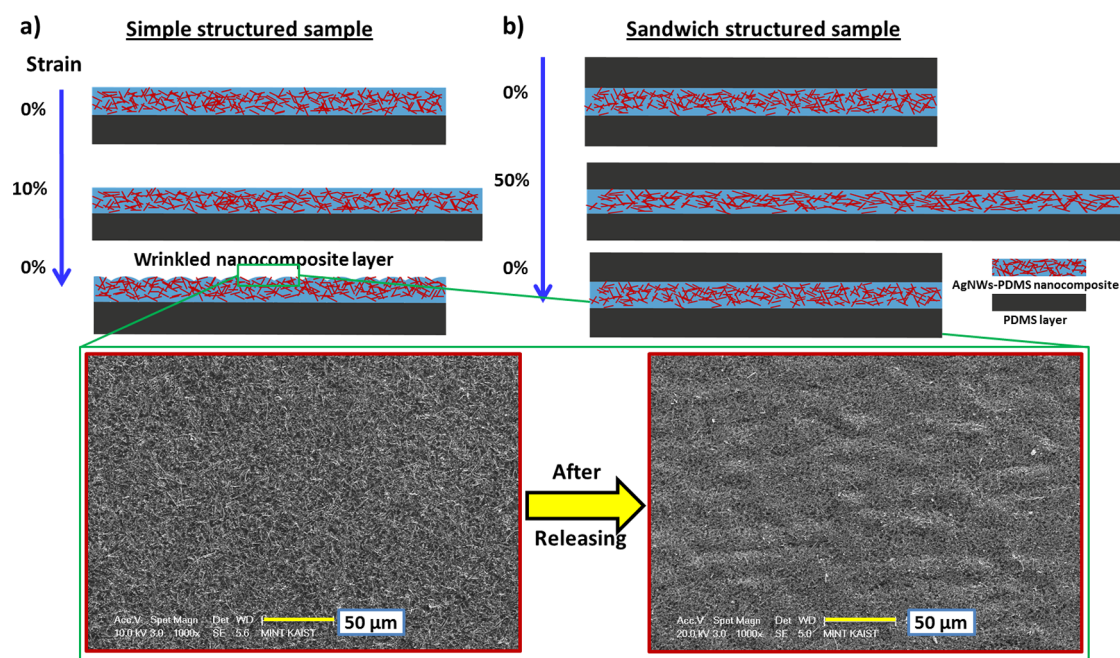 a)
Simple structured sample
b)
Sandwich structured sample
Strain
0%
10%
0%
Wrinkled nanocomposite layer
0%
50%
0%
AgNWs-PDMS nanocomposite
PDMS layer
After
Releasing
Acc.V Spot Magn Det WD
10.0 kV 3.0 1000x SE 5.6 MINT KAIST
50 μm
Acc.V Spot Magn Det WD
20.0 kV 3.0 1000x SE 5.0 MINT KAIST
50 μm